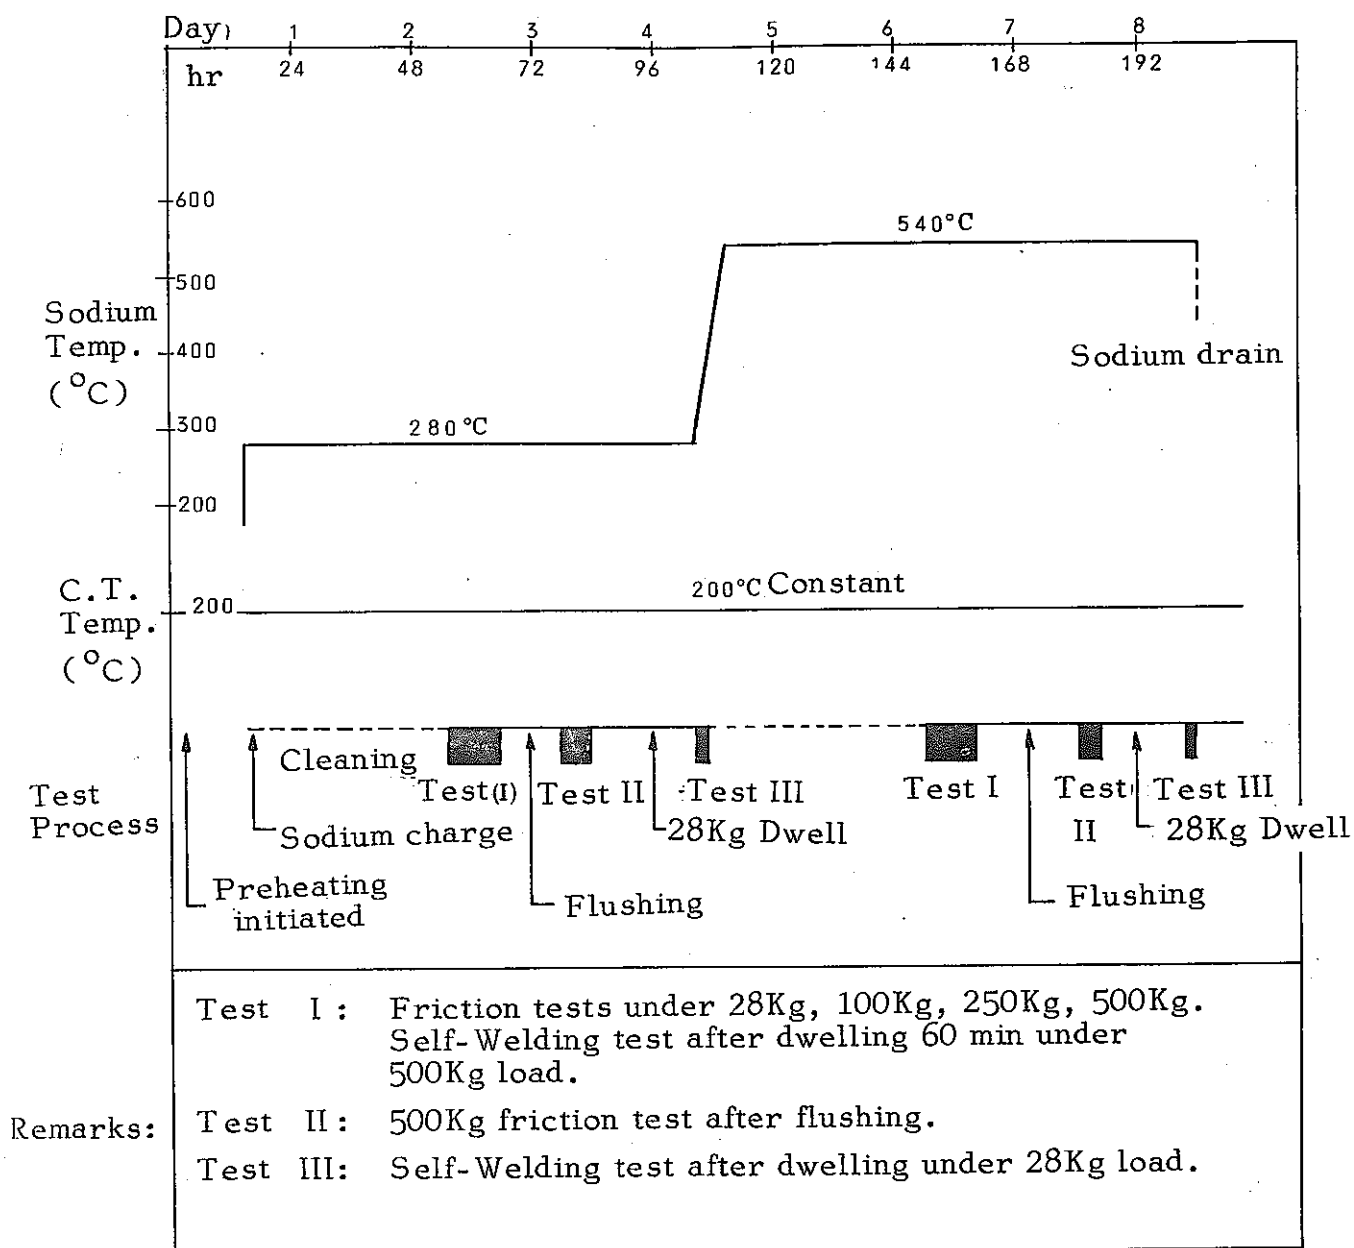 Day) 1 2 3 4 5 6 7 8
hr 24 48 72 96 120 144 168 192
600
540°C
500
Sodium
Temp.
(°C)
400
Sodium drain
300
280°C
200
C.T.
Temp.
(°C)
200
200°C Constant
Cleaning
Test(I) Test II Test III Test I Test II Test III
Test
Process
Sodium charge
28Kg Dwell
28Kg Dwell
Preheating
initiated
Flushing
Flushing
Remarks:
Test I: Friction tests under 28Kg, 100Kg, 250Kg, 500Kg.
Self-Welding test after dwelling 60 min under
500Kg load.
Test II: 500Kg friction test after flushing.
Test III: Self-Welding test after dwelling under 28Kg load.